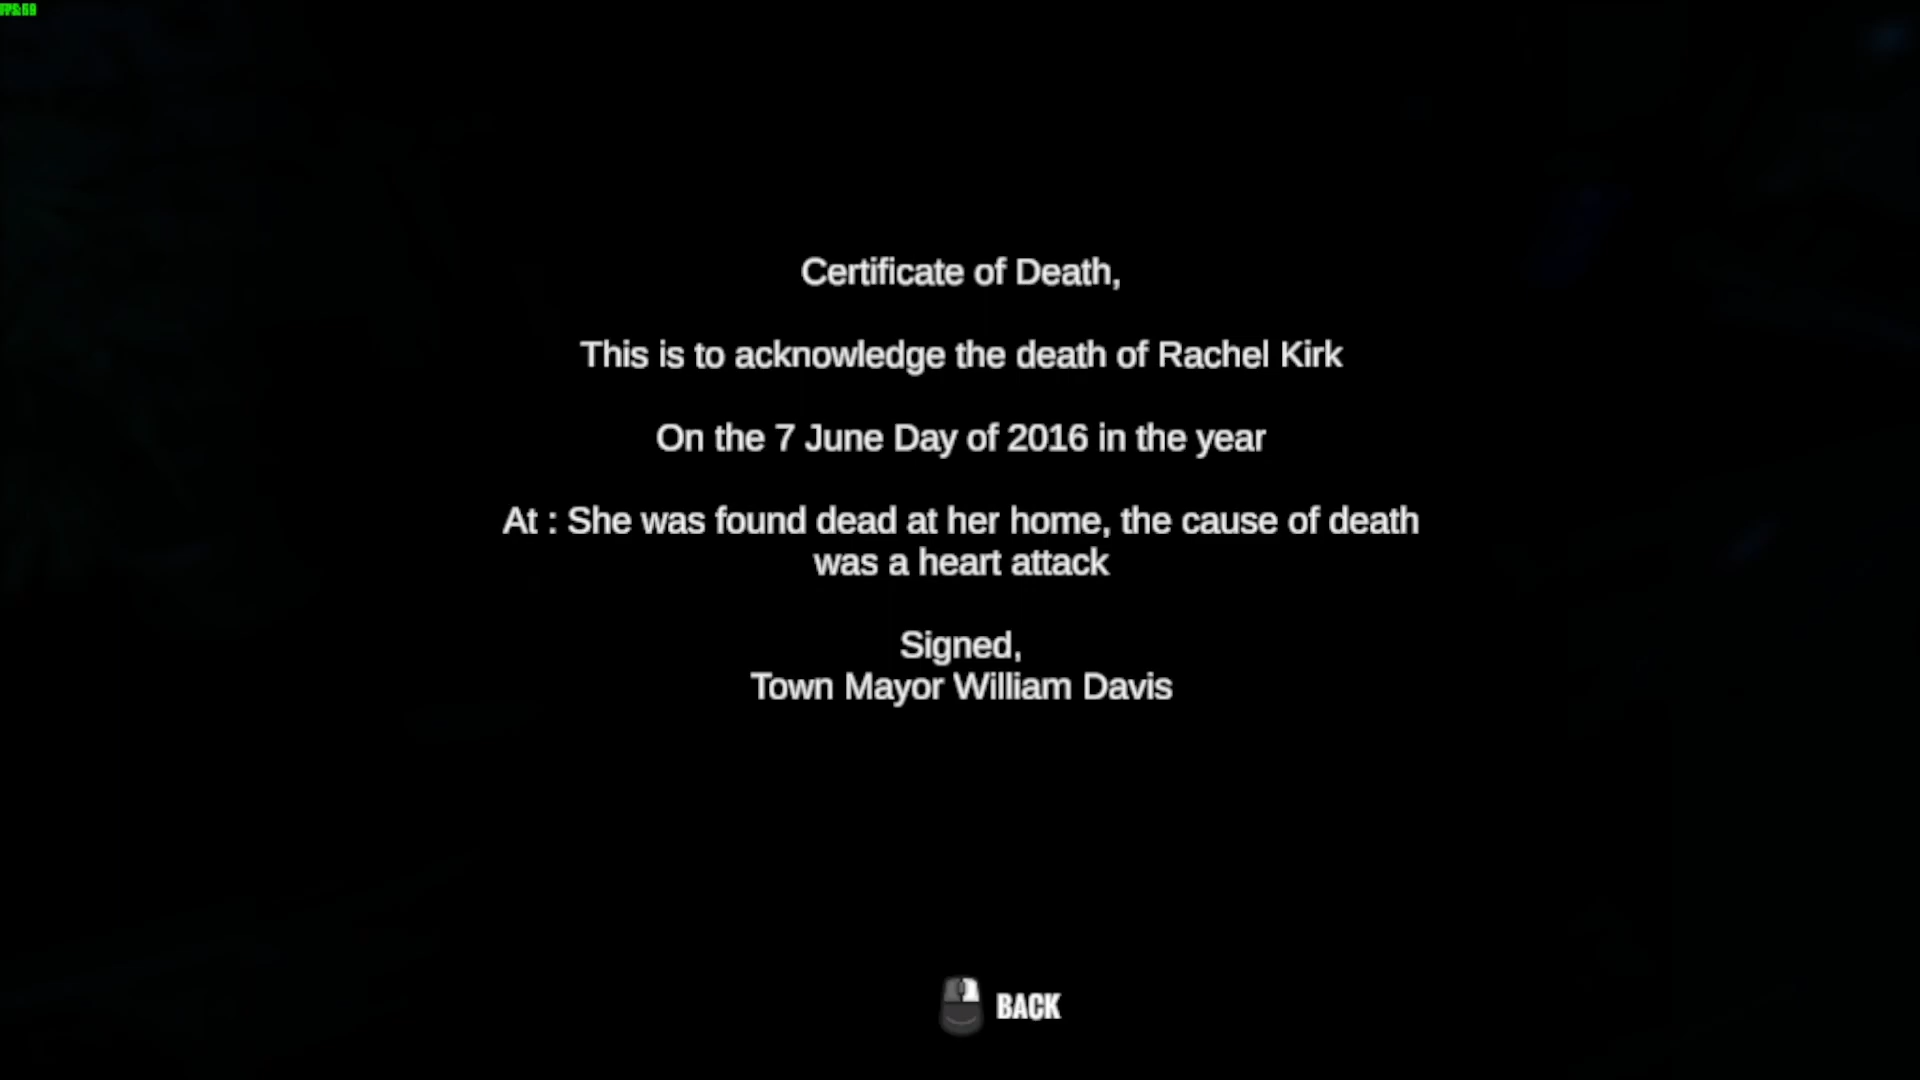 FPS:59
Certificate of Death,
This is to acknowledge the death of Rachel Kirk
On the 7 June Day of 2016 in the year
At : She was found dead at her home, the cause of death
was a heart attack
Signed,
Town Mayor William Davis
BACK